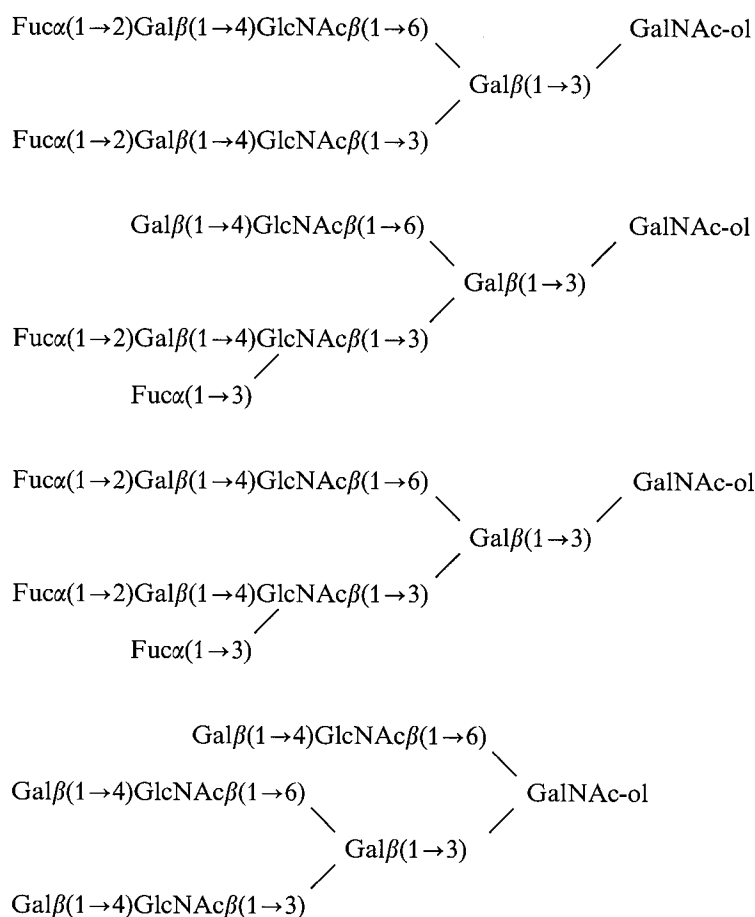 Fucα(1→2)Galβ(1→4)GlcNAcβ(1→6) GalNAc-ol
Galβ(1→3)
Fucα(1→2)Galβ(1→4)GlcNAcβ(1→3)
Galβ(1→4)GlcNAcβ(1→6) GalNAc-ol
Galβ(1→3)
Fucα(1→2)Galβ(1→4)GlcNAcβ(1→3)
Fucα(1→3)
Fucα(1→2)Galβ(1→4)GlcNAcβ(1→6) GalNAc-ol
Galβ(1→3)
Fucα(1→2)Galβ(1→4)GlcNAcβ(1→3)
Fucα(1→3)
Galβ(1→4)GlcNAcβ(1→6)
Galβ(1→4)GlcNAcβ(1→6) GalNAc-ol
Galβ(1→3)
Galβ(1→4)GlcNAcβ(1→3)